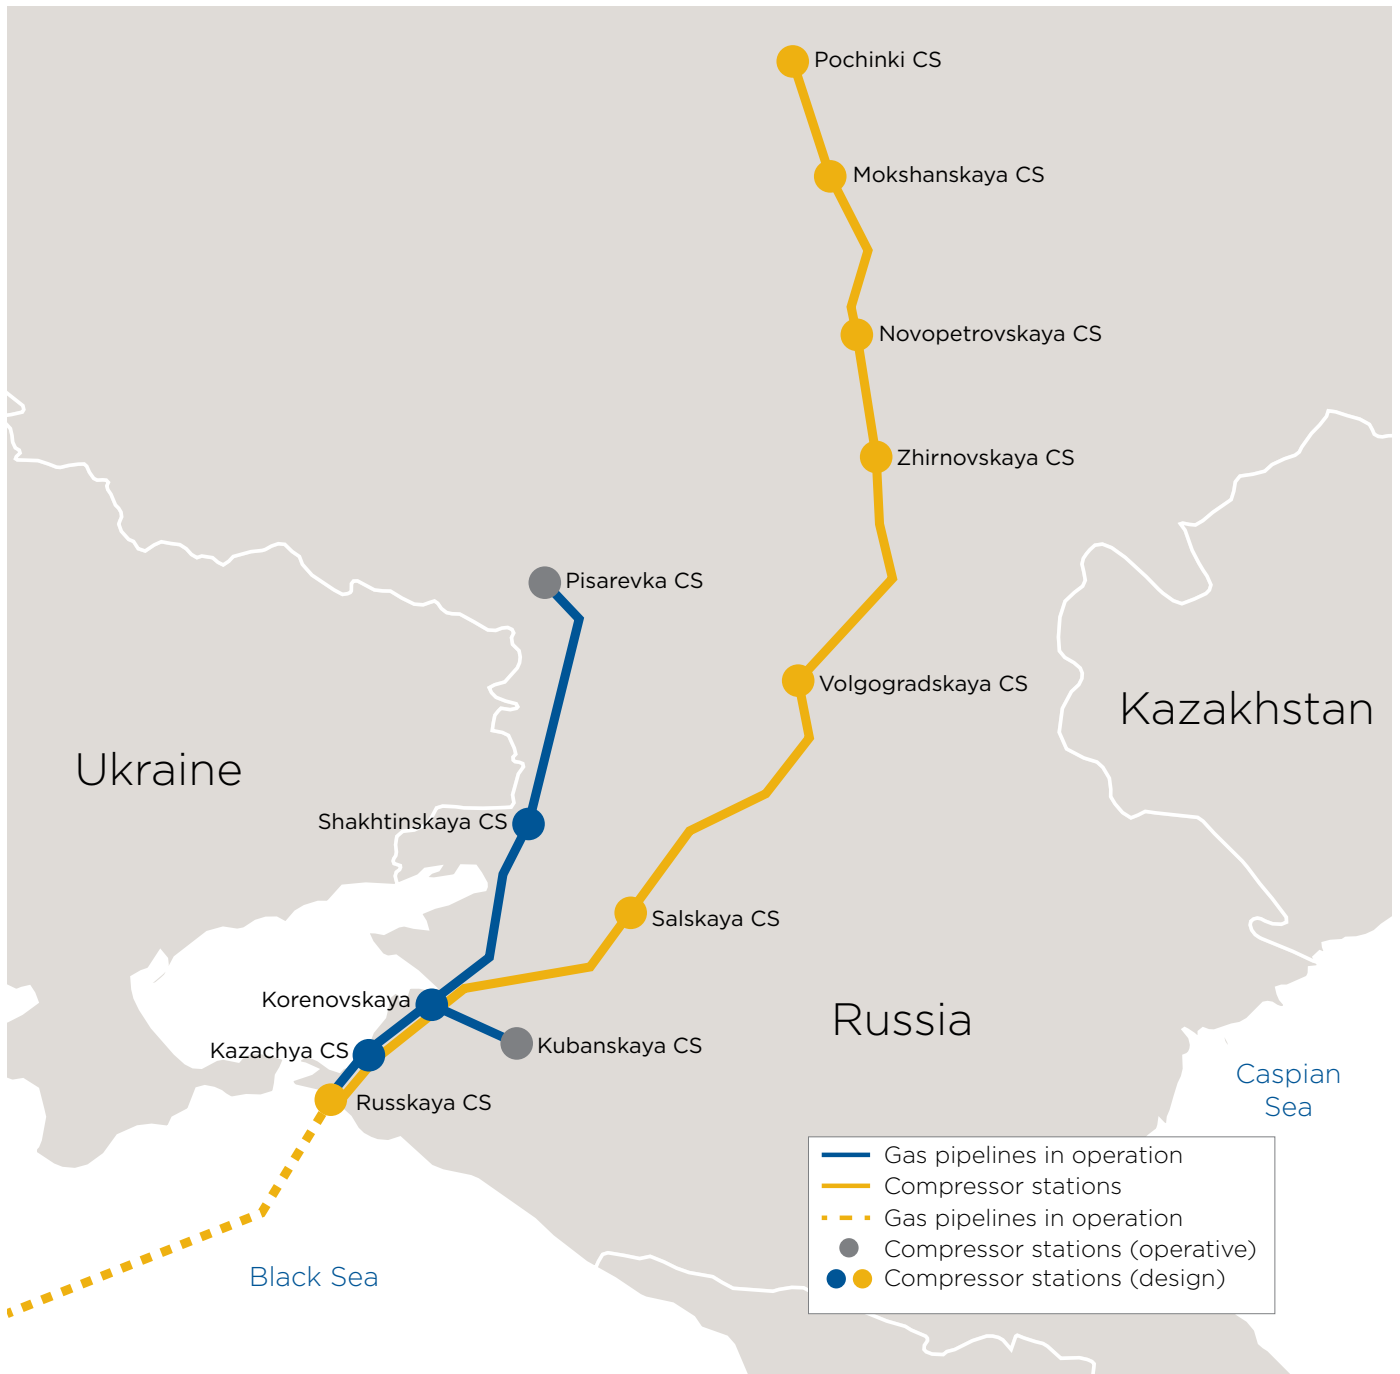 Pochinki CS
Mokshanskaya CS
Novopetrovskaya CS
Zhirnovskaya CS
Pisarevka CS
Volgogradskaya CS
Kazakhstan
Ukraine
Shakhtinskaya CS
Salskaya CS
Korenovskaya
Russia
Kazachya CS
Kubanskaya CS
Caspian
Sea
Russkaya CS
Gas pipelines in operation
Compressor stations
Gas pipelines in operation
Compressor stations (operative)
Compressor stations (design)
Black Sea